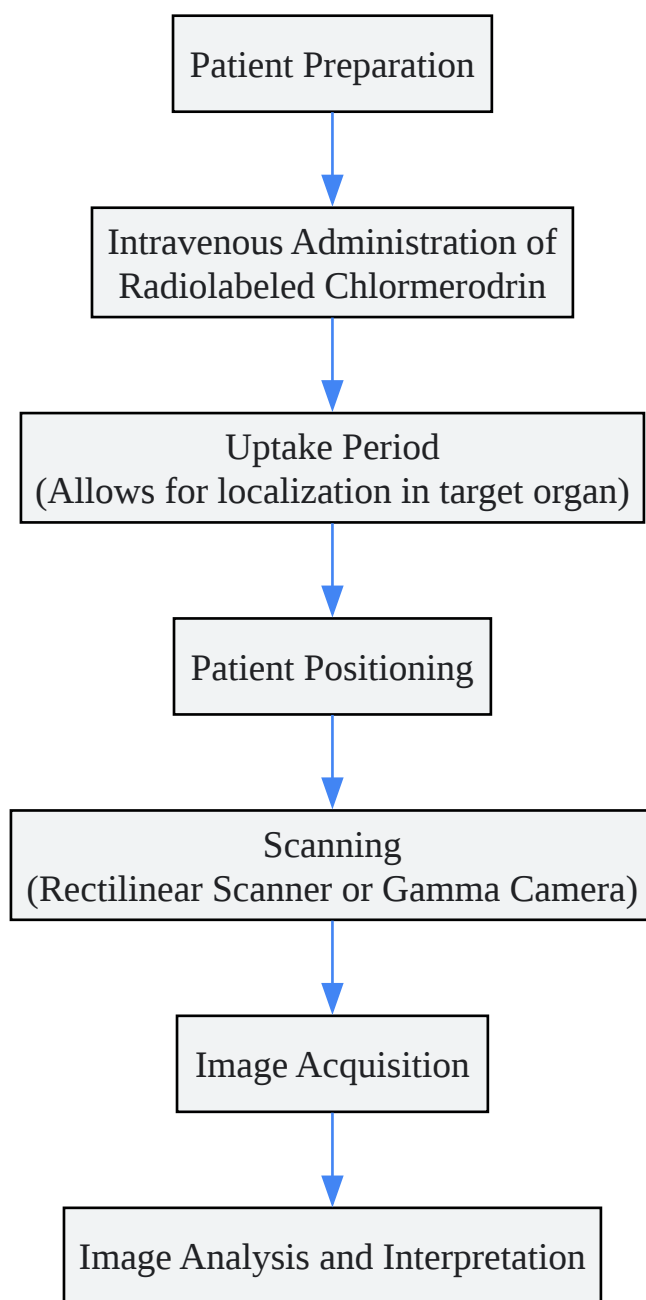 Patient Preparation
Intravenous Administration of
Radiolabeled Chlormerodrin
Uptake Period
(Allows for localization in target organ)
Patient Positioning
Scanning
(Rectilinear Scanner or Gamma Camera)
Image Acquisition
Image Analysis and Interpretation